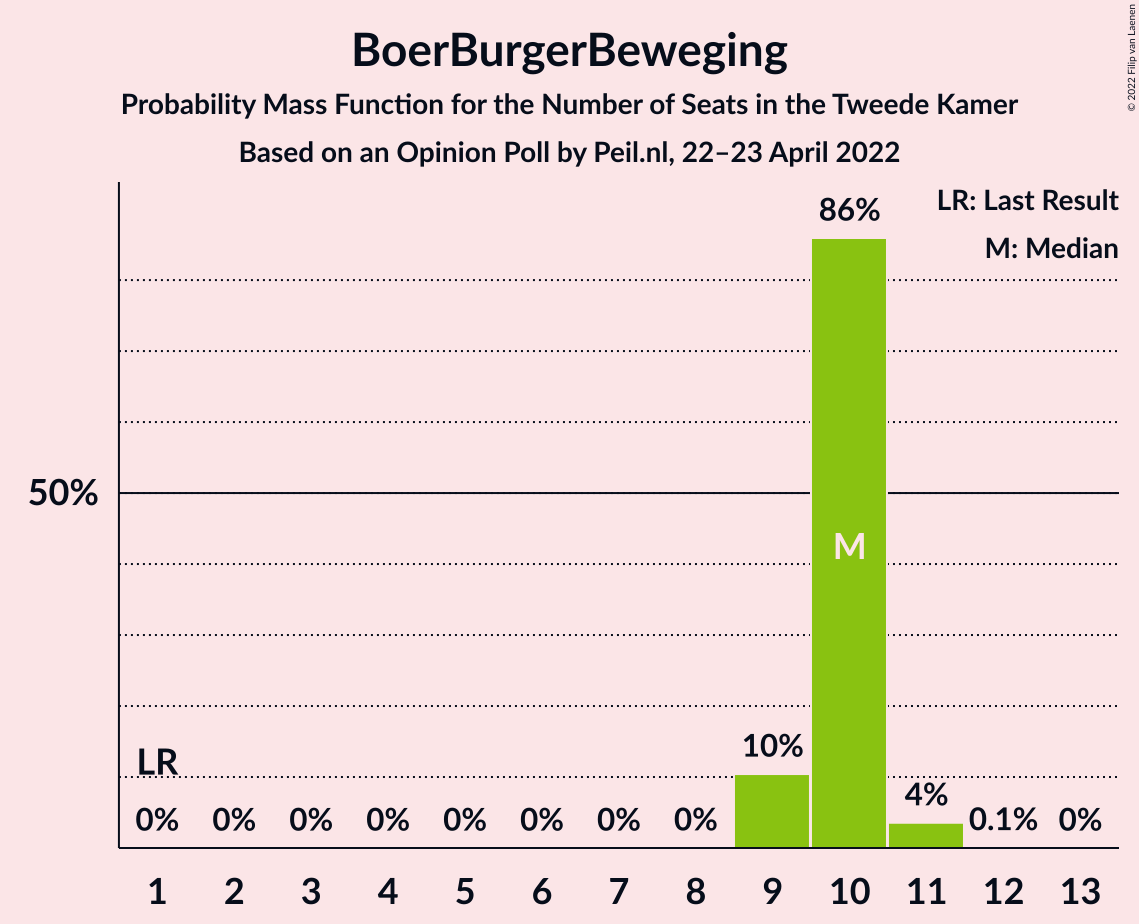 BoerBurgerBeweging
Probability Mass Function for the Number of Seats in the Tweede Kamer
Based on an Opinion Poll by Peil.nl, 22–23 April 2022
© 2022 Filip van Laenen
LR: Last Result
M: Median
86%
50%
M
LR
10%
4%
0% 0% 0% 0% 0% 0% 0% 0% 0.1% 0%
1 2 3 4 5 6 7 8 9 10 11 12 13